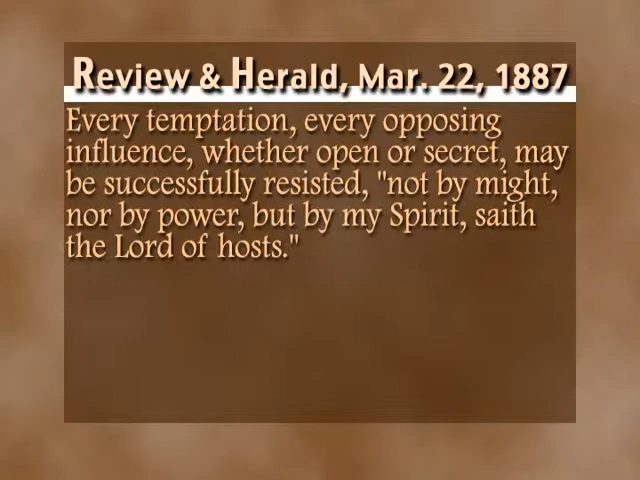 Review & Herald, Mar. 22, 1887
Every temptation, every opposing
influence, whether open or secret, may
be successfully resisted, "not by might,
nor by power, but by my Spirit, saith
the Lord of hosts."